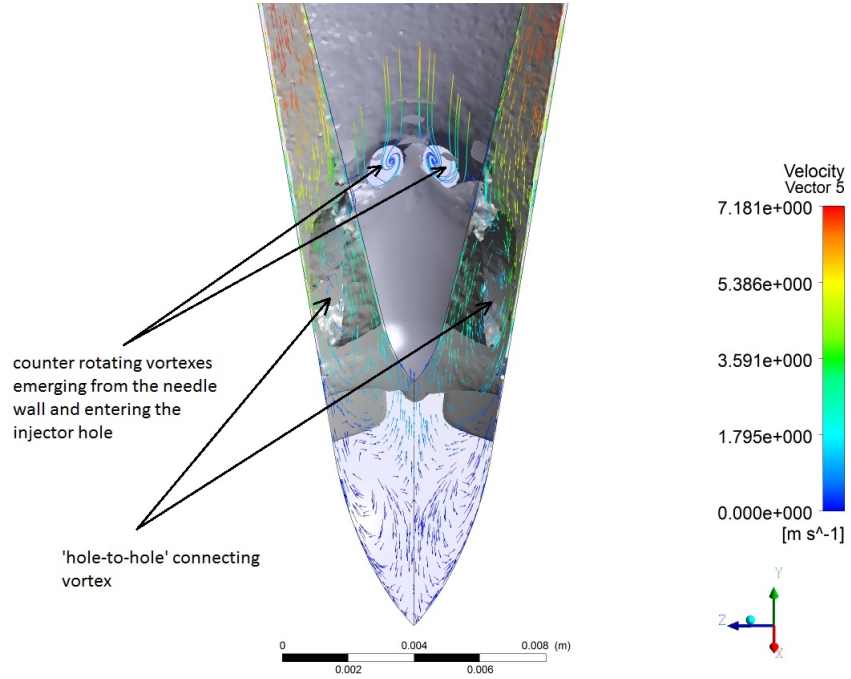 Velocity
Vector 5
7.181e+000
5.386e+000
3.591e+000
1.795e+000
0.000e+000
[m s^-1]
counter rotating vortexes
emerging from the needle
wall and entering the
injector hole
'hole-to-hole' connecting
vortex
Y
Z
X
0 0.004 0.008 (m)
0.002 0.006